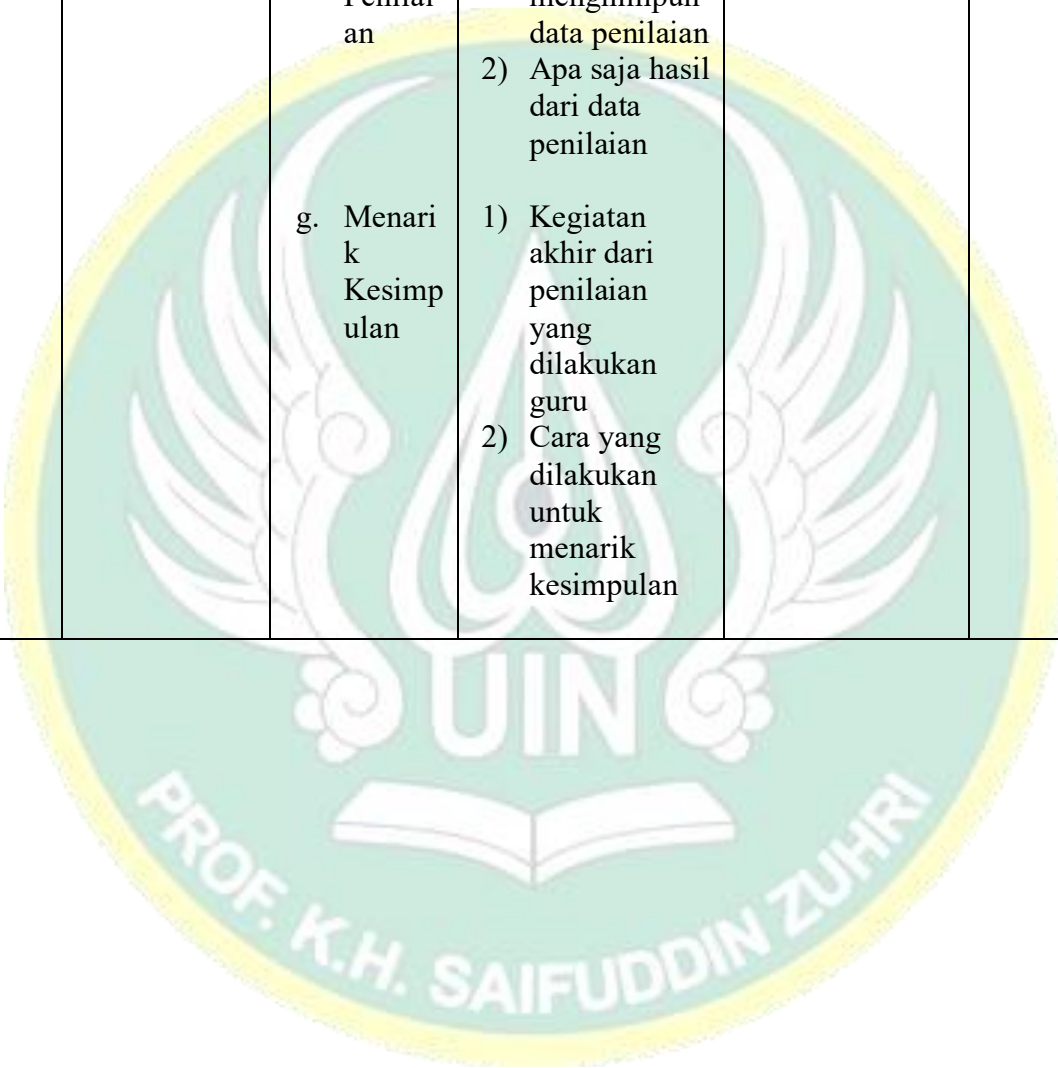 an
data penilaian
2) Apa saja hasil
dari data
penilaian
g. Menari
k
Kesimp
ulan
1) Kegiatan
akhir dari
penilaian
yang
dilakukan
guru
2) Cara yang
dilakukan
untuk
menarik
kesimpulan
UIN
PROF. K.H. SAIFUDDIN ZUHRI